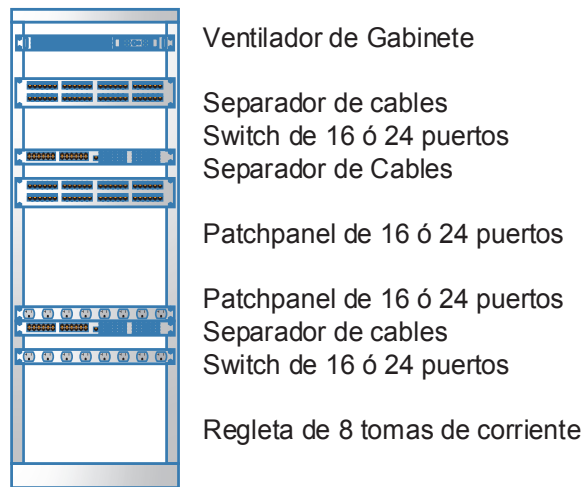 Ventilador de Gabinete
Separador de cables
Switch de 16 ó 24 puertos
Separador de Cables
Patchpanel de 16 ó 24 puertos
Patchpanel de 16 ó 24 puertos
Separador de cables
Switch de 16 ó 24 puertos
Regleta de 8 tomas de corriente